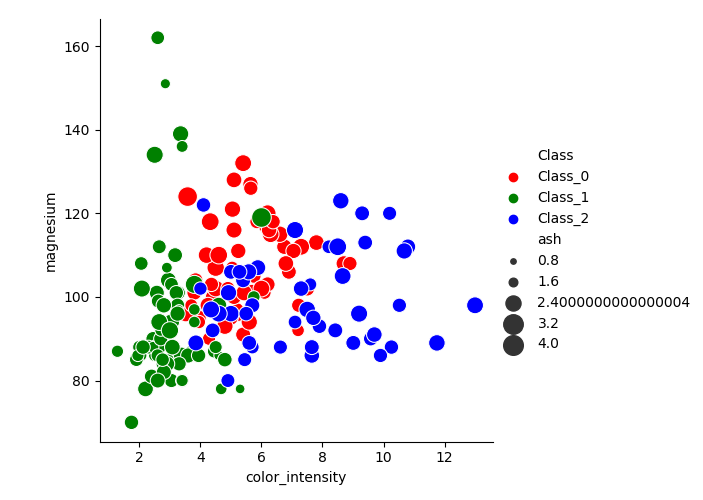 160
140
120
100
80
magnesium
2
4
6
8
10
12
color_intensity
Class
Class_0
Class_1
Class_2
ash
0.8
1.6
2.4000000000000004
3.2
4.0